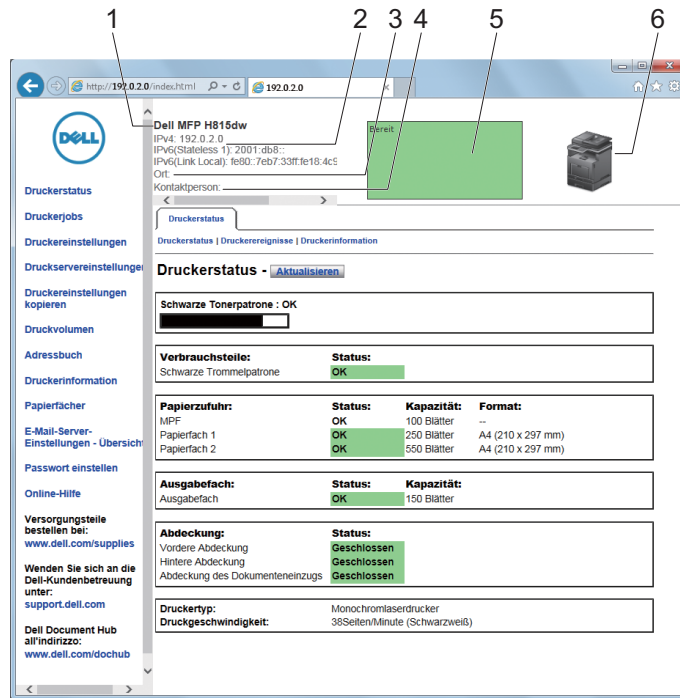 1 2 3 4 5 6
http://192.0.2.0/index.html
192.0.2.0
DELL
Dell MFP H815dw
IPv4: 192.0.2.0
IPv6(Stateless 1): 2001:db8::
IPv6(Link Local): fe80::7eb7:33ff:fe18:4c9
Ort:
Kontaktperson:
Bereit
Druckerstatus
Druckerjobs
Druckereinstellungen
Druckservereinstellungen
Druckereinstellungen
kopieren
Druckvolumen
Adressbuch
Druckerinformation
Papierfächer
E-Mail-Server-
Einstellungen - Übersicht
Passwort einstellen
Online-Hilfe
Versorgungsteile
bestellen bei:
www.dell.com/supplies
Wenden Sie sich an die
Dell-Kundenbetreuung
unter:
support.dell.com
Dell Document Hub
all'indirizzo:
www.dell.com/dochub
Druckerstatus
Druckerstatus | Druckerereignisse | Druckerinformation
Druckerstatus - Aktualisieren
Schwarze Tonerpatrone : OK
Verbrauchsteile: Status:
Schwarze Trommelpatrone OK
Papierzufuhr: Status: Kapazität: Format:
MPF OK 100 Blätter --
Papierfach 1 OK 250 Blätter A4 (210 x 297 mm)
Papierfach 2 OK 550 Blätter A4 (210 x 297 mm)
Ausgabefach: Status: Kapazität:
Ausgabefach OK 150 Blätter
Abdeckung: Status:
Vordere Abdeckung Geschlossen
Hintere Abdeckung Geschlossen
Abdeckung des Dokumenteneinzugs Geschlossen
Druckertyp: Monochromlaserdrucker
Druckgeschwindigkeit: 38Seiten/Minute (Schwarzweiß)